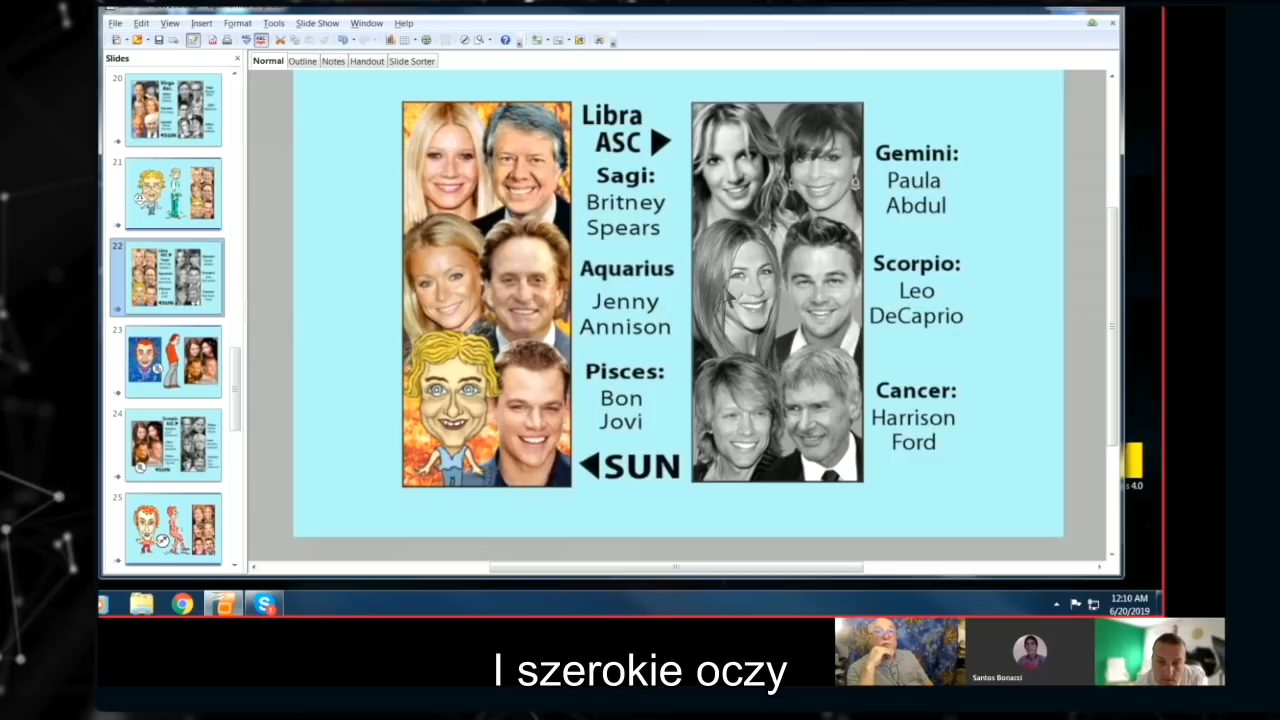 File Edit View Insert Format Tools Slide Show Window Help
Slides
Normal Outline Notes Handout Slide Sorter
20
21
22
23
24
25
Libra
ASC
Sagi:
Britney
Spears
Aquarius
Jenny
Annison
Pisces:
Bon
Jovi
SUN
Gemini:
Paula
Abdul
Scorpio:
Leo
DeCaprio
Cancer:
Harrison
Ford
12:10 AM
6/20/2019
Santos Bonacci
I szerokie oczy